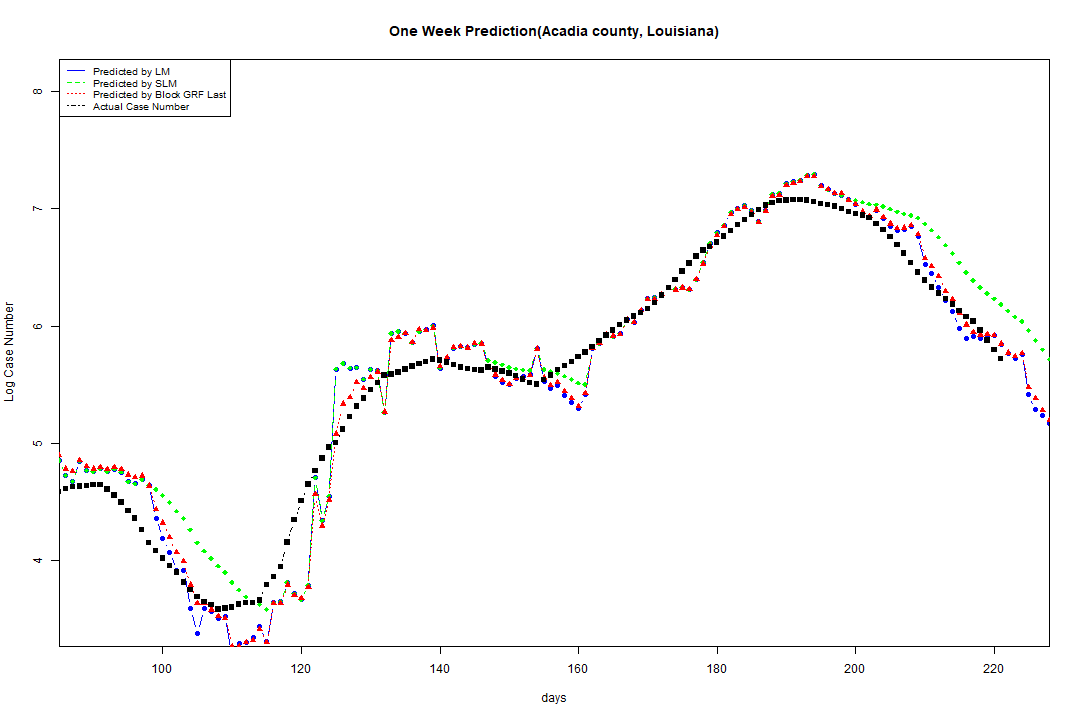 One Week Prediction(Acadia county, Louisiana)
Predicted by LM
Predicted by SLM
Predicted by Block GRF Last
Actual Case Number
8
7
6
5
4
Log Case Number
100 120 140 160 180 200 220
days